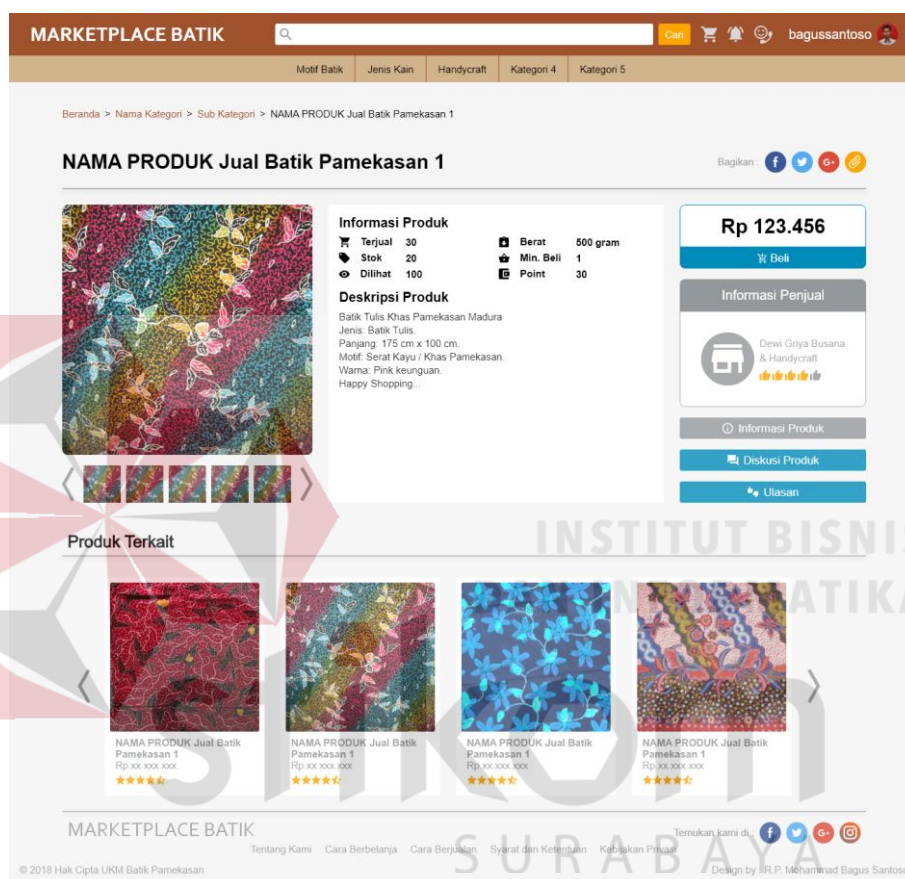 MARKETPLACE BATIK
Cari
bagussantoso
Motif Batik
Jenis Kain
Handycraft
Kategori 4
Kategori 5
Beranda > Nama Kategori > Sub Kategori > NAMA PRODUK Jual Batik Pamekasan 1
NAMA PRODUK Jual Batik Pamekasan 1
Bagikan :
Informasi Produk
Terjual 30
Berat 500 gram
Stok 20
Min. Beli 1
Dilihat 100
Point 30
Deskripsi Produk
Batik Tulis Khas Pamekasan Madura
Jenis: Batik Tulis.
Panjang: 175 cm x 100 cm.
Motif: Serat Kayu / Khas Pamekasan.
Warna: Pink keunguan.
Happy Shopping...
Rp 123.456
Beli
Informasi Penjual
Dewi Griya Busana
& Handycraft
Informasi Produk
Diskusi Produk
Ulasan
INSTITUT BISNIS
Produk Terkait
NAMA PRODUK Jual Batik
Pamekasan 1
Rp.xx.xxx.xxx
NAMA PRODUK Jual Batik
Pamekasan 1
Rp.xx.xxx.xxx
NAMA PRODUK Jual Batik
Pamekasan 1
Rp.xx.xxx.xxx
NAMA PRODUK Jual Batik
Pamekasan 1
Rp.xx.xxx.xxx
MARKETPLACE BATIK
Temukan kami di :
Tentang Kami
Cara Berbelanja
Cara Berjualan
Syarat dan Ketentuan
Kebijakan Privasi
SURABAYA
© 2018 Hak Cipta UKM Batik Pamekasan
Design by : R.P. Mohammad Bagus Santoso